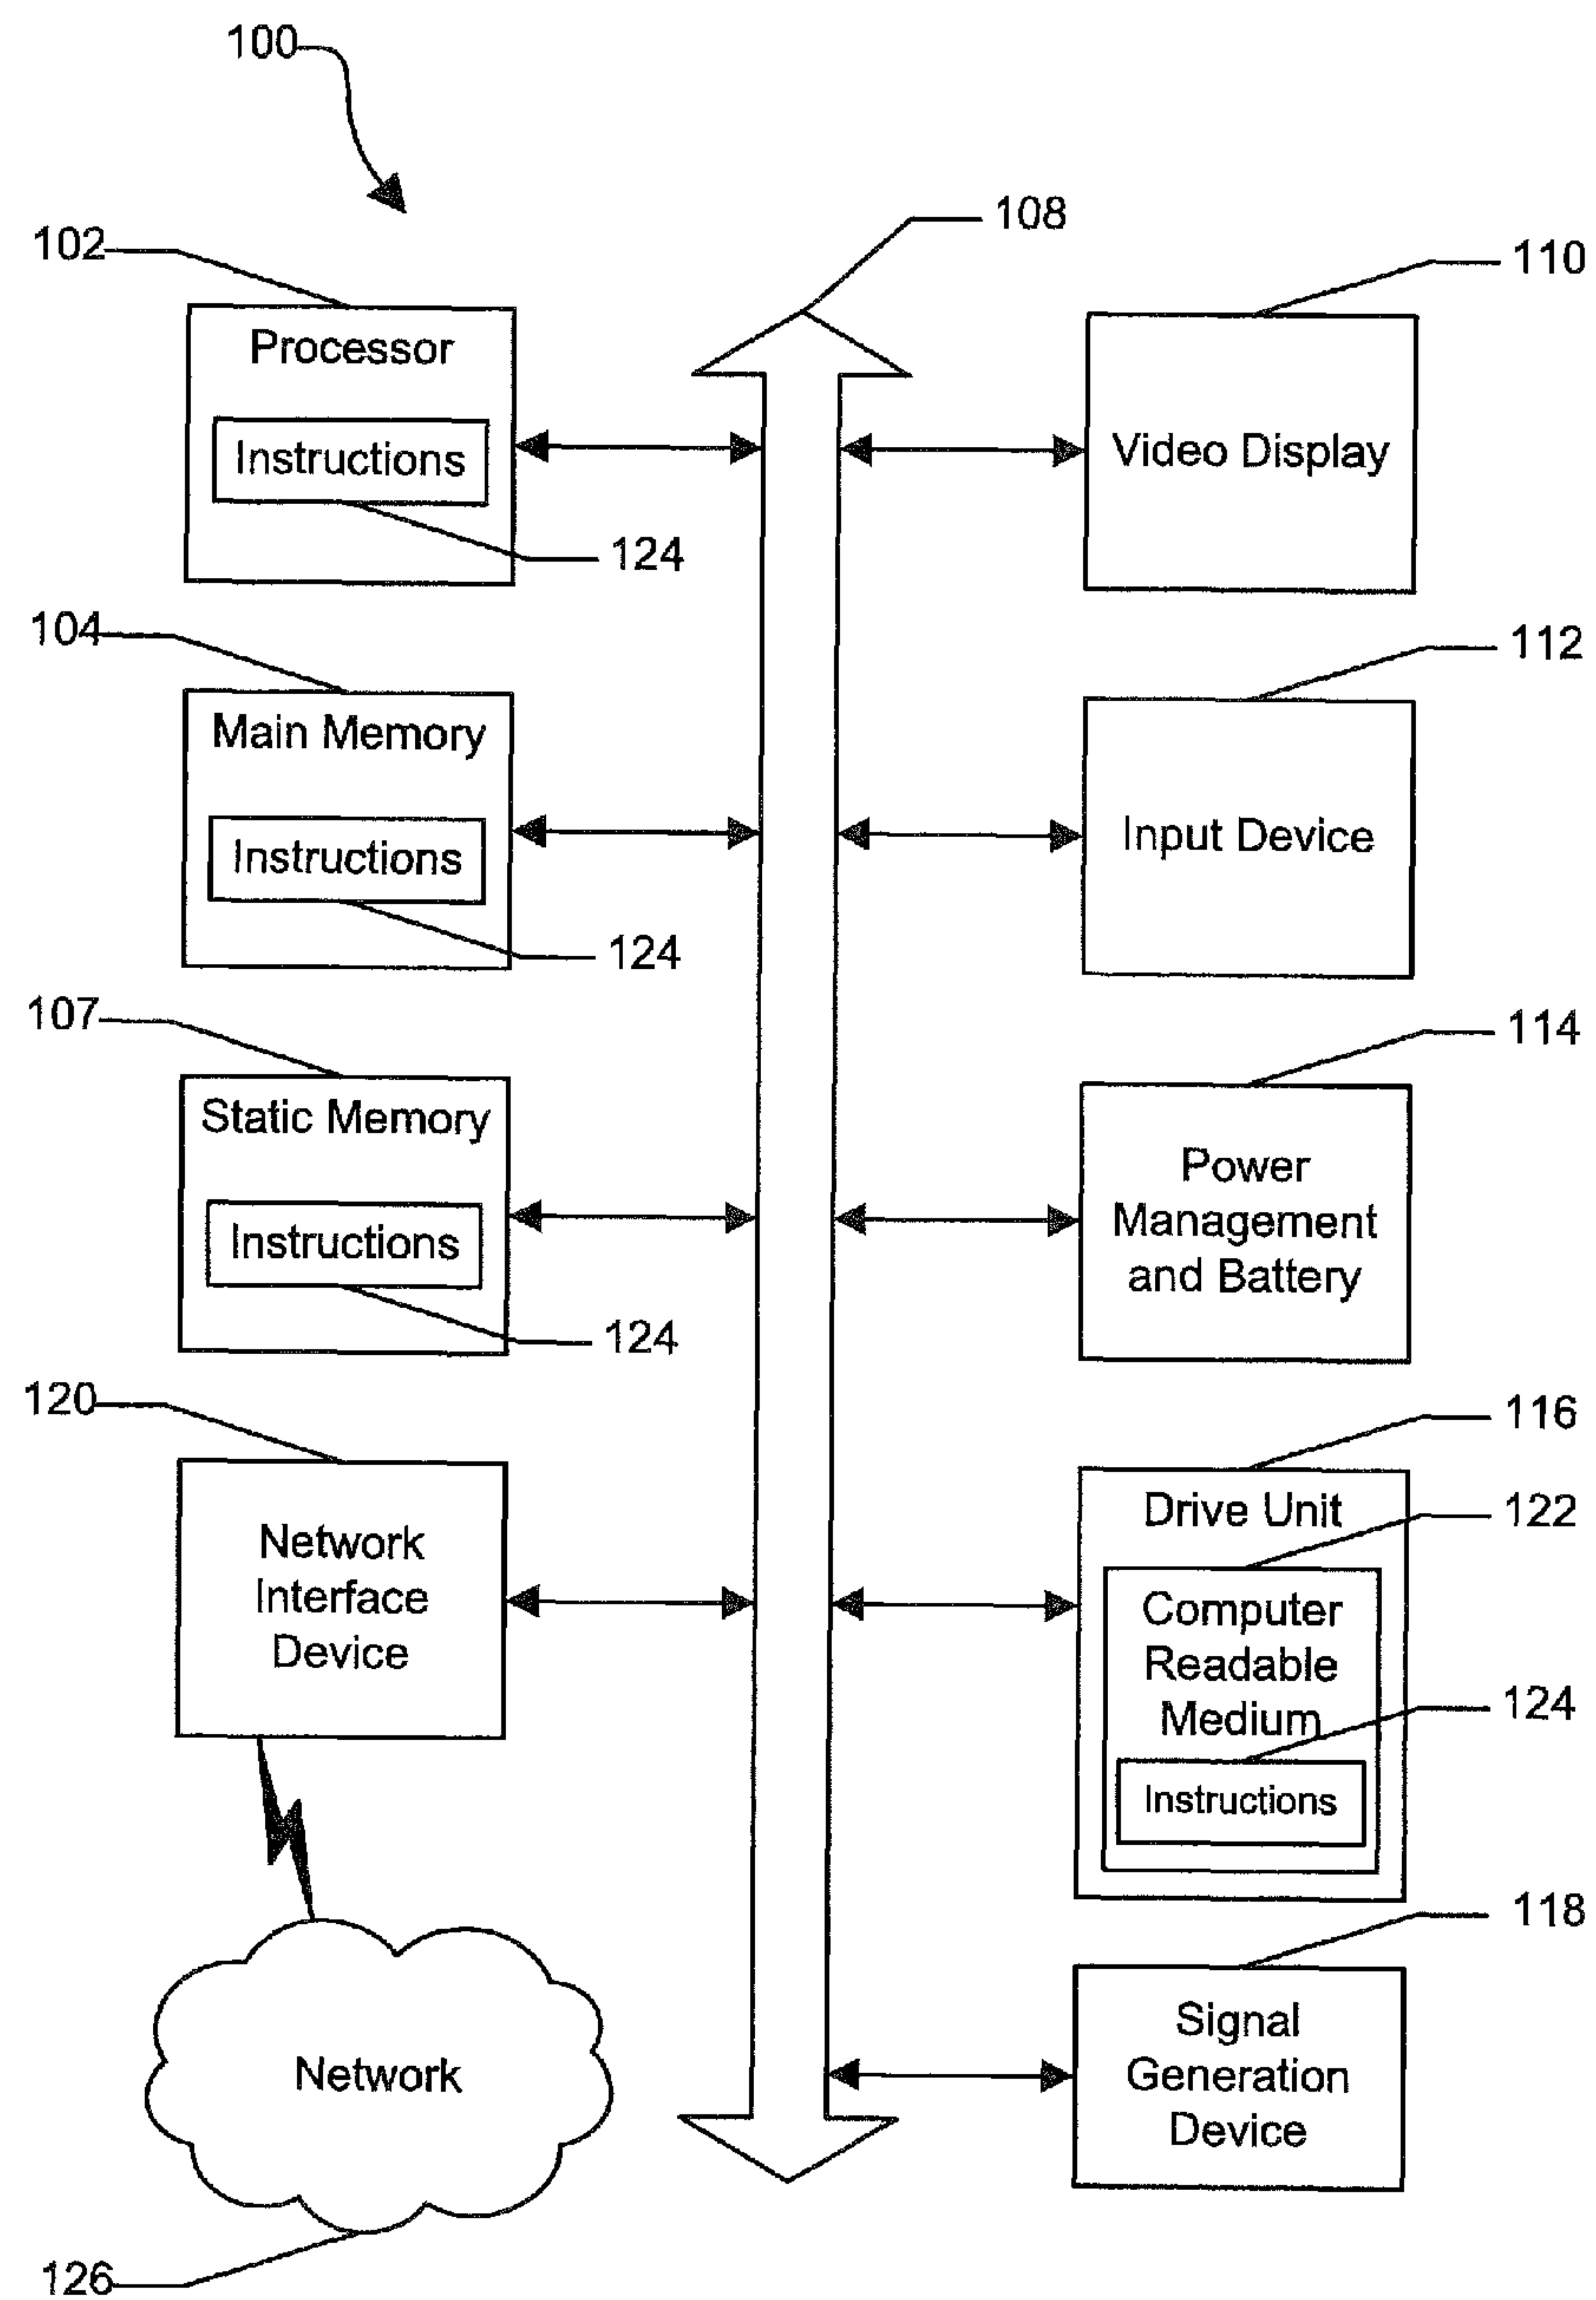 100
108
102
110
Processor
Instructions
Video Display
124
104
112
Main Memory
Instructions
Input Device
124
107
114
Static Memory
Instructions
Power
Management
and Battery
124
120
116
Drive Unit
122
Network
Interface
Device
Computer
Readable
Medium
124
Instructions
118
Signal
Generation
Device
Network
126